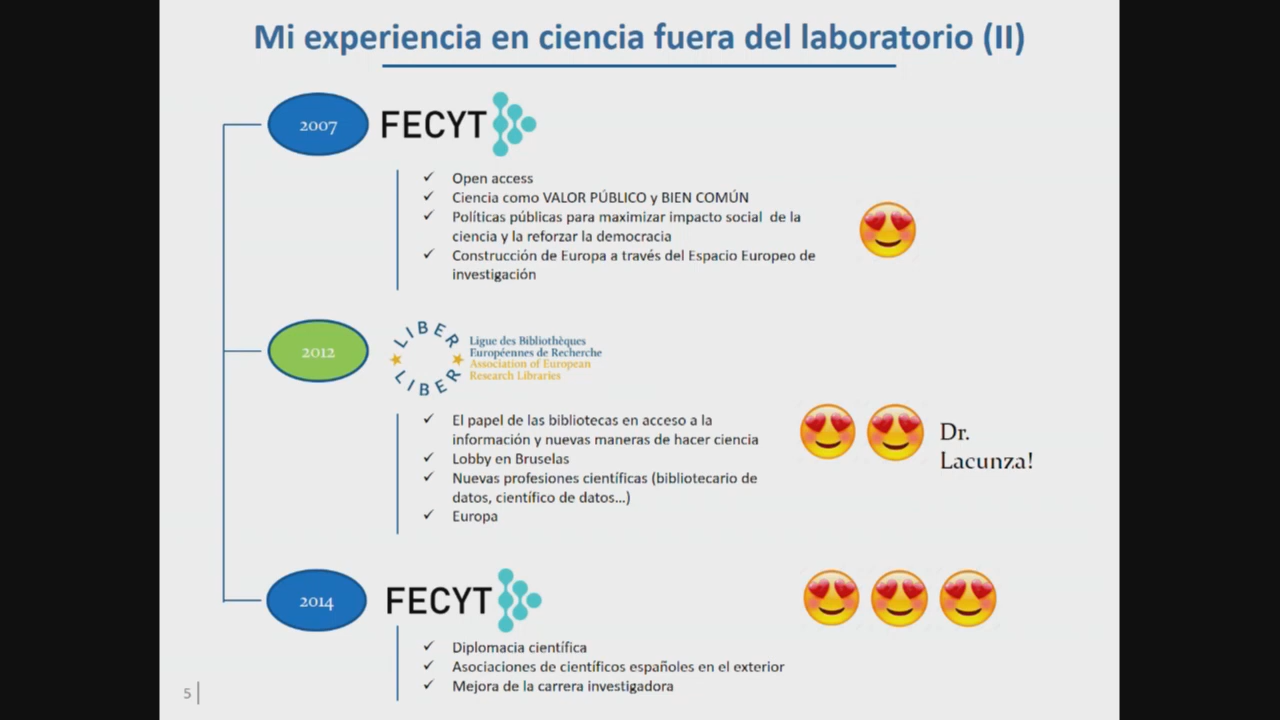 Mi experiencia en ciencia fuera del laboratorio (II)
2007
FECYT
✓ Open access
✓ Ciencia como VALOR PÚBLICO y BIEN COMÚN
✓ Políticas públicas para maximizar impacto social de la
ciencia y la reforzar la democracia
✓ Construcción de Europa a través del Espacio Europeo de
investigación
2012
LIBER
LIBER
Ligue des Bibliothèques
Européennes de Recherche
Association of European
Research Libraries
✓ El papel de las bibliotecas en acceso a la
información y nuevas maneras de hacer ciencia
✓ Lobby en Bruselas
✓ Nuevas profesiones científicas (bibliotecario de
datos, científico de datos...)
✓ Europa
Dr.
Lacunza!
2014
FECYT
✓ Diplomacia científica
✓ Asociaciones de científicos españoles en el exterior
✓ Mejora de la carrera investigadora
5